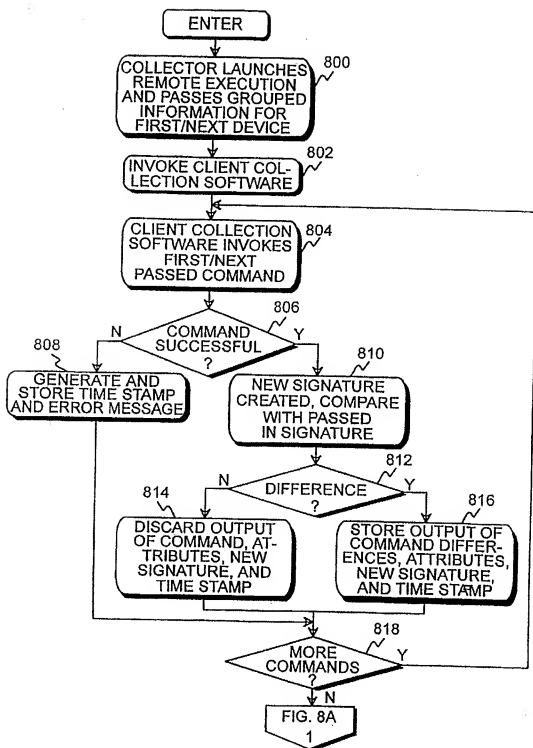 ENTER
800
COLLECTOR LAUNCHES
REMOTE EXECUTION
AND PASSES GROUPED
INFORMATION FOR
FIRST/NEXT DEVICE
802
INVOKE CLIENT COL-
LECTION SOFTWARE
804
CLIENT COLLECTION
SOFTWARE INVOKES
FIRST/NEXT
PASSED COMMAND
806
N
COMMAND
SUCCESSFUL
?
Y
808
GENERATE AND
STORE TIME STAMP
AND ERROR MESSAGE
810
NEW SIGNATURE
CREATED, COMPARE
WITH PASSED
IN SIGNATURE
812
N
DIFFERENCE
?
Y
814
DISCARD OUTPUT
OF COMMAND, AT-
TRIBUTES, NEW
SIGNATURE, AND
TIME STAMP
816
STORE OUTPUT OF
COMMAND DIFFER-
ENCES, ATTRIBUTES,
NEW SIGNATURE,
AND TIME STAMP
818
MORE
COMMANDS
?
Y
N
FIG. 8A
1